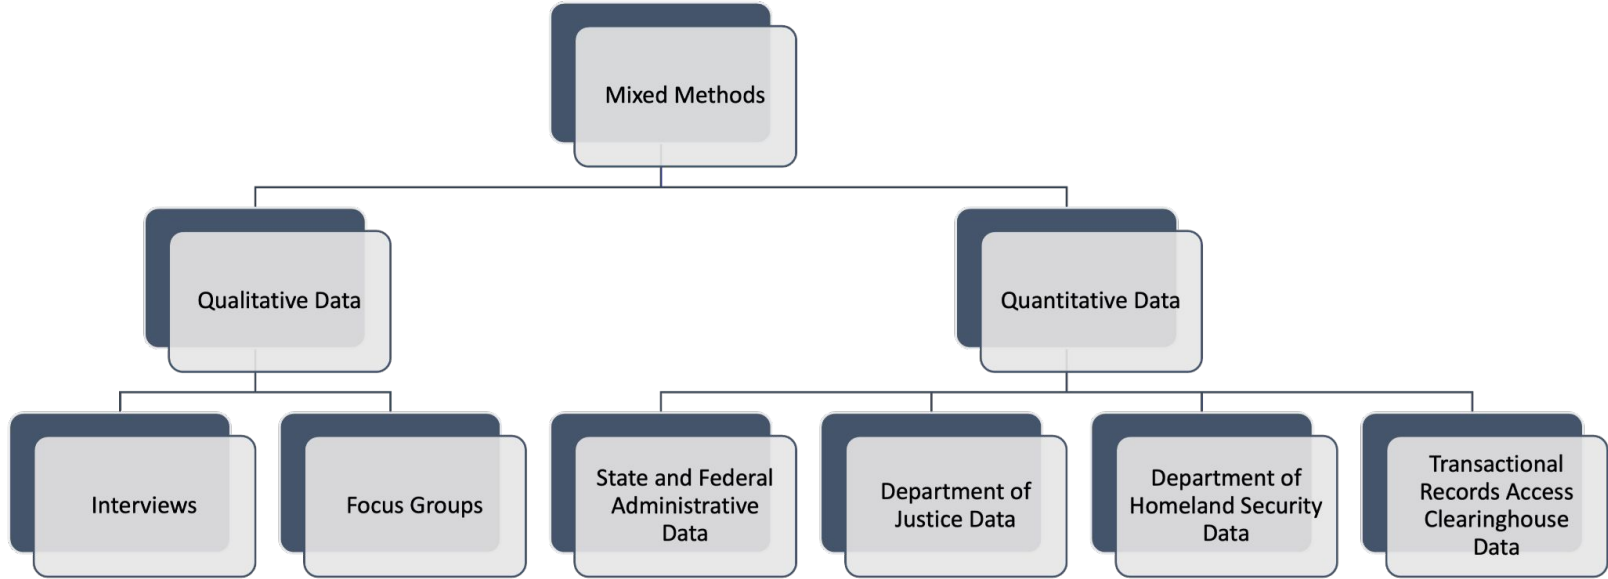 Mixed Methods
Qualitative Data
Quantitative Data
Interviews
Focus Groups
State and Federal
Administrative
Data
Department of
Justice Data
Department of
Homeland Security
Data
Transactional
Records Access
Clearinghouse
Data